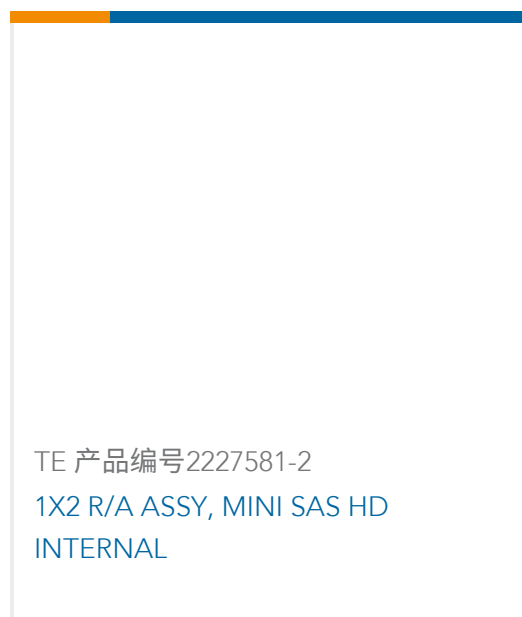 TE 产品编号2227581-2
1X2 R/A ASSY, MINI SAS HD
INTERNAL